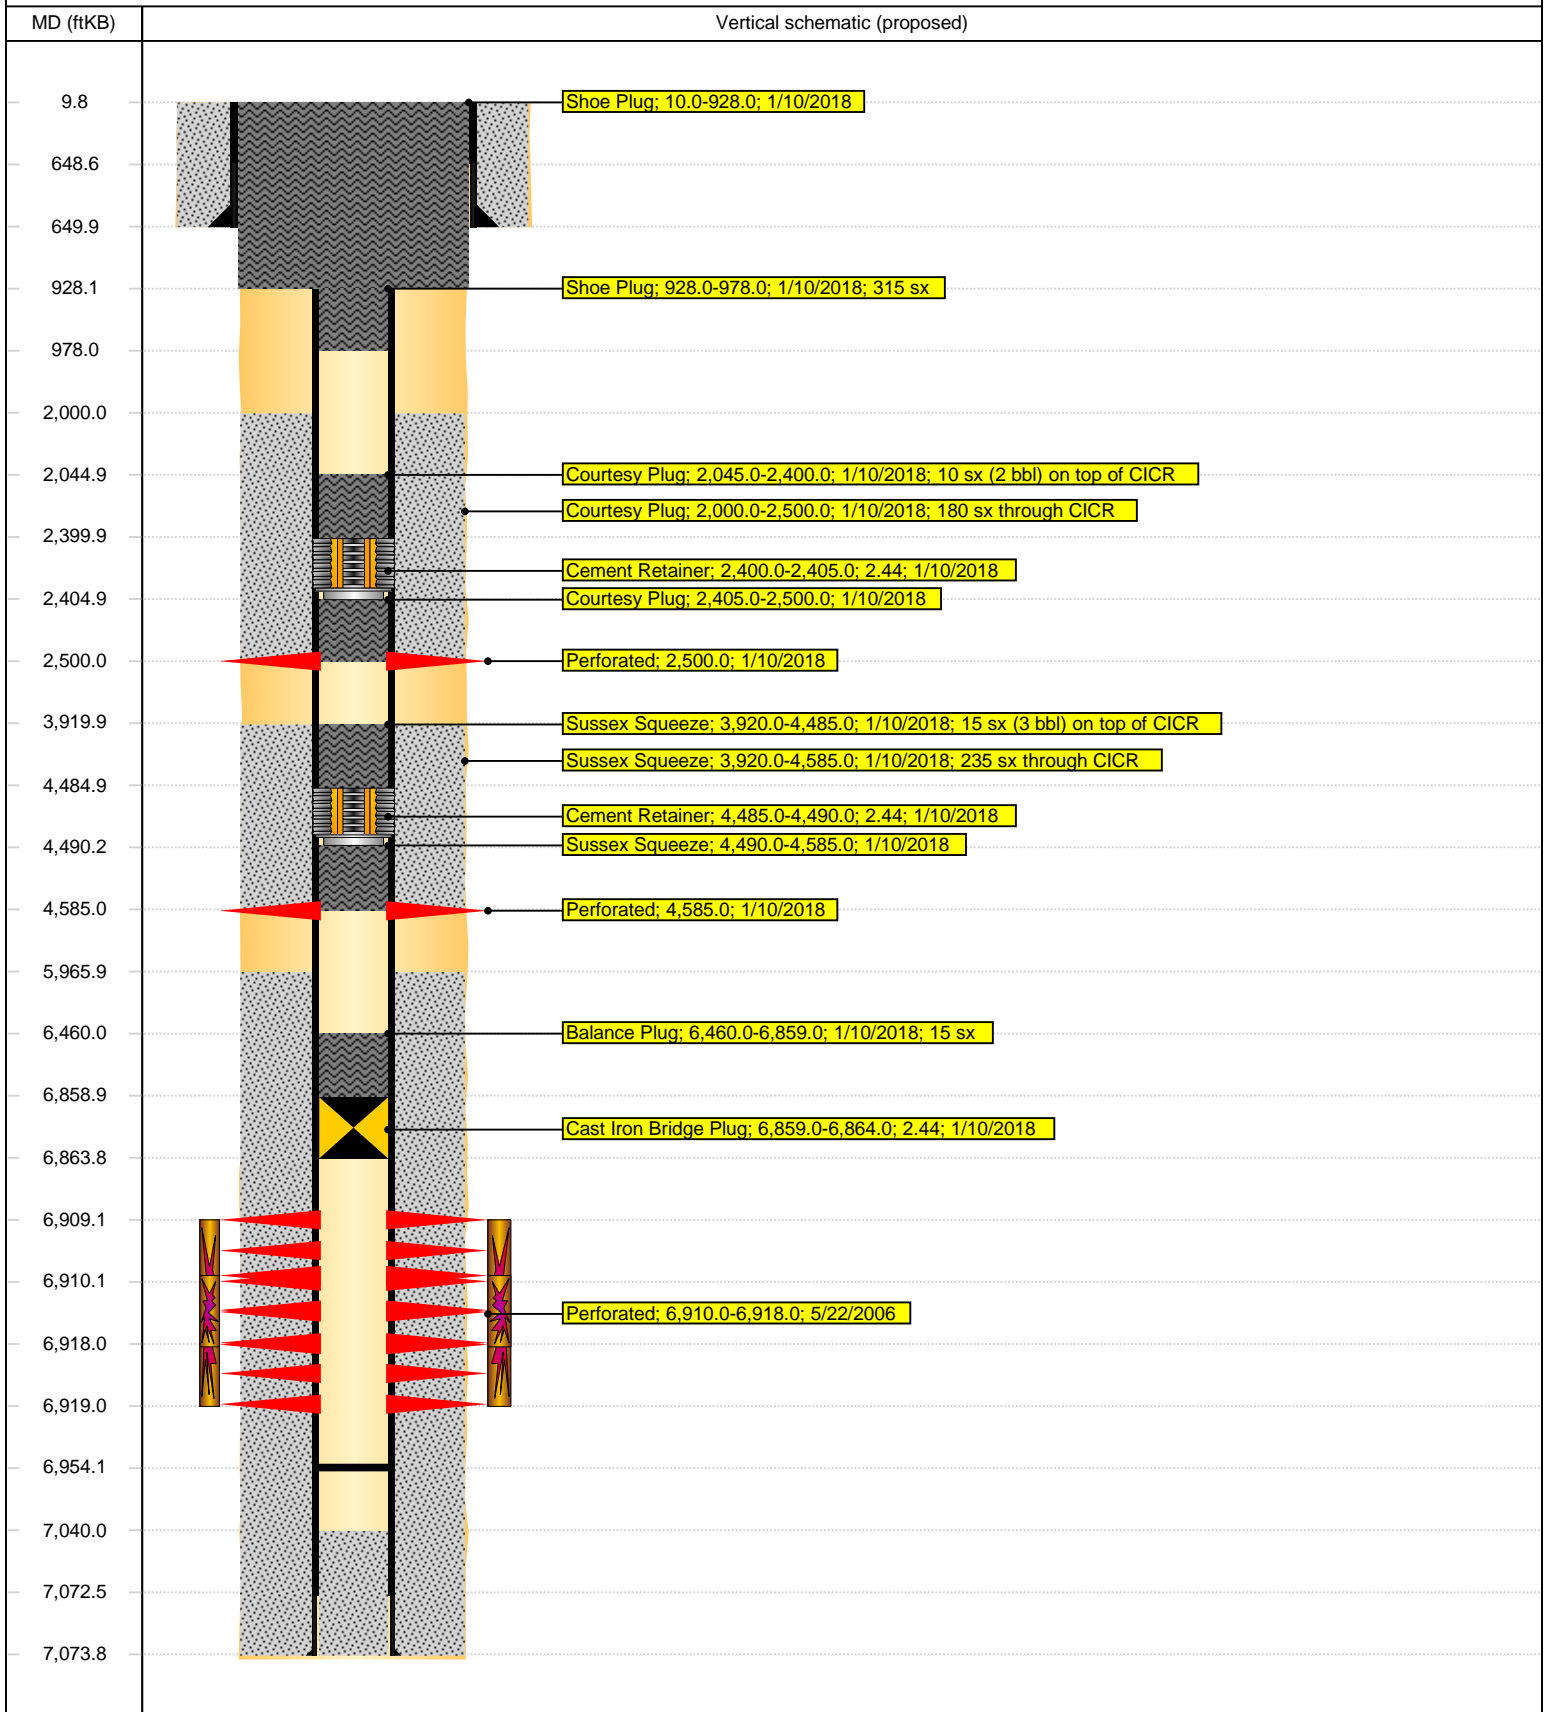 MD (ftKB)
Vertical schematic (proposed)
9.8
Shoe Plug; 10.0-928.0; 1/10/2018
648.6
649.9
928.1
Shoe Plug; 928.0-978.0; 1/10/2018; 315 sx
978.0
2,000.0
2,044.9
Courtesy Plug; 2,045.0-2,400.0; 1/10/2018; 10 sx (2 bbl) on top of CICR
Courtesy Plug; 2,000.0-2,500.0; 1/10/2018; 180 sx through CICR
2,399.9
Cement Retainer; 2,400.0-2,405.0; 2.44; 1/10/2018
2,404.9
Courtesy Plug; 2,405.0-2,500.0; 1/10/2018
2,500.0
Perforated; 2,500.0; 1/10/2018
3,919.9
Sussex Squeeze; 3,920.0-4,485.0; 1/10/2018; 15 sx (3 bbl) on top of CICR
Sussex Squeeze; 3,920.0-4,585.0; 1/10/2018; 235 sx through CICR
4,484.9
Cement Retainer; 4,485.0-4,490.0; 2.44; 1/10/2018
4,490.2
Sussex Squeeze; 4,490.0-4,585.0; 1/10/2018
4,585.0
Perforated; 4,585.0; 1/10/2018
5,965.9
6,460.0
Balance Plug; 6,460.0-6,859.0; 1/10/2018; 15 sx
6,858.9
Cast Iron Bridge Plug; 6,859.0-6,864.0; 2.44; 1/10/2018
6,863.8
6,909.1
6,910.1
Perforated; 6,910.0-6,918.0; 5/22/2006
6,918.0
6,919.0
6,954.1
7,040.0
7,072.5
7,073.8